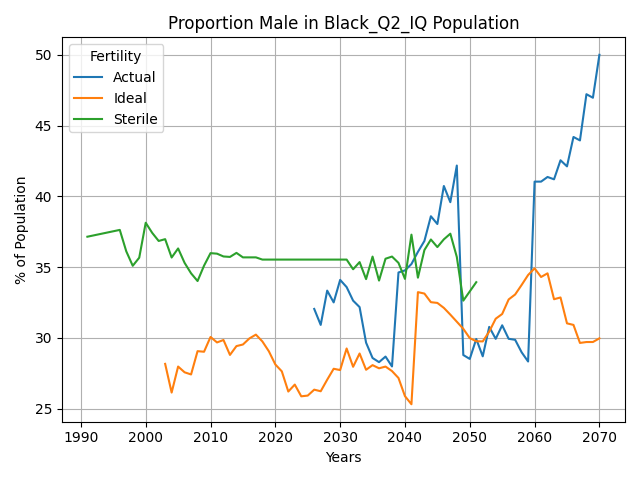 Proportion Male in Black_Q2_IQ Population
Fertility
Actual
Ideal
Sterile
% of Population
50
45
40
35
30
25
1990 2000 2010 2020 2030 2040 2050 2060 2070
Years